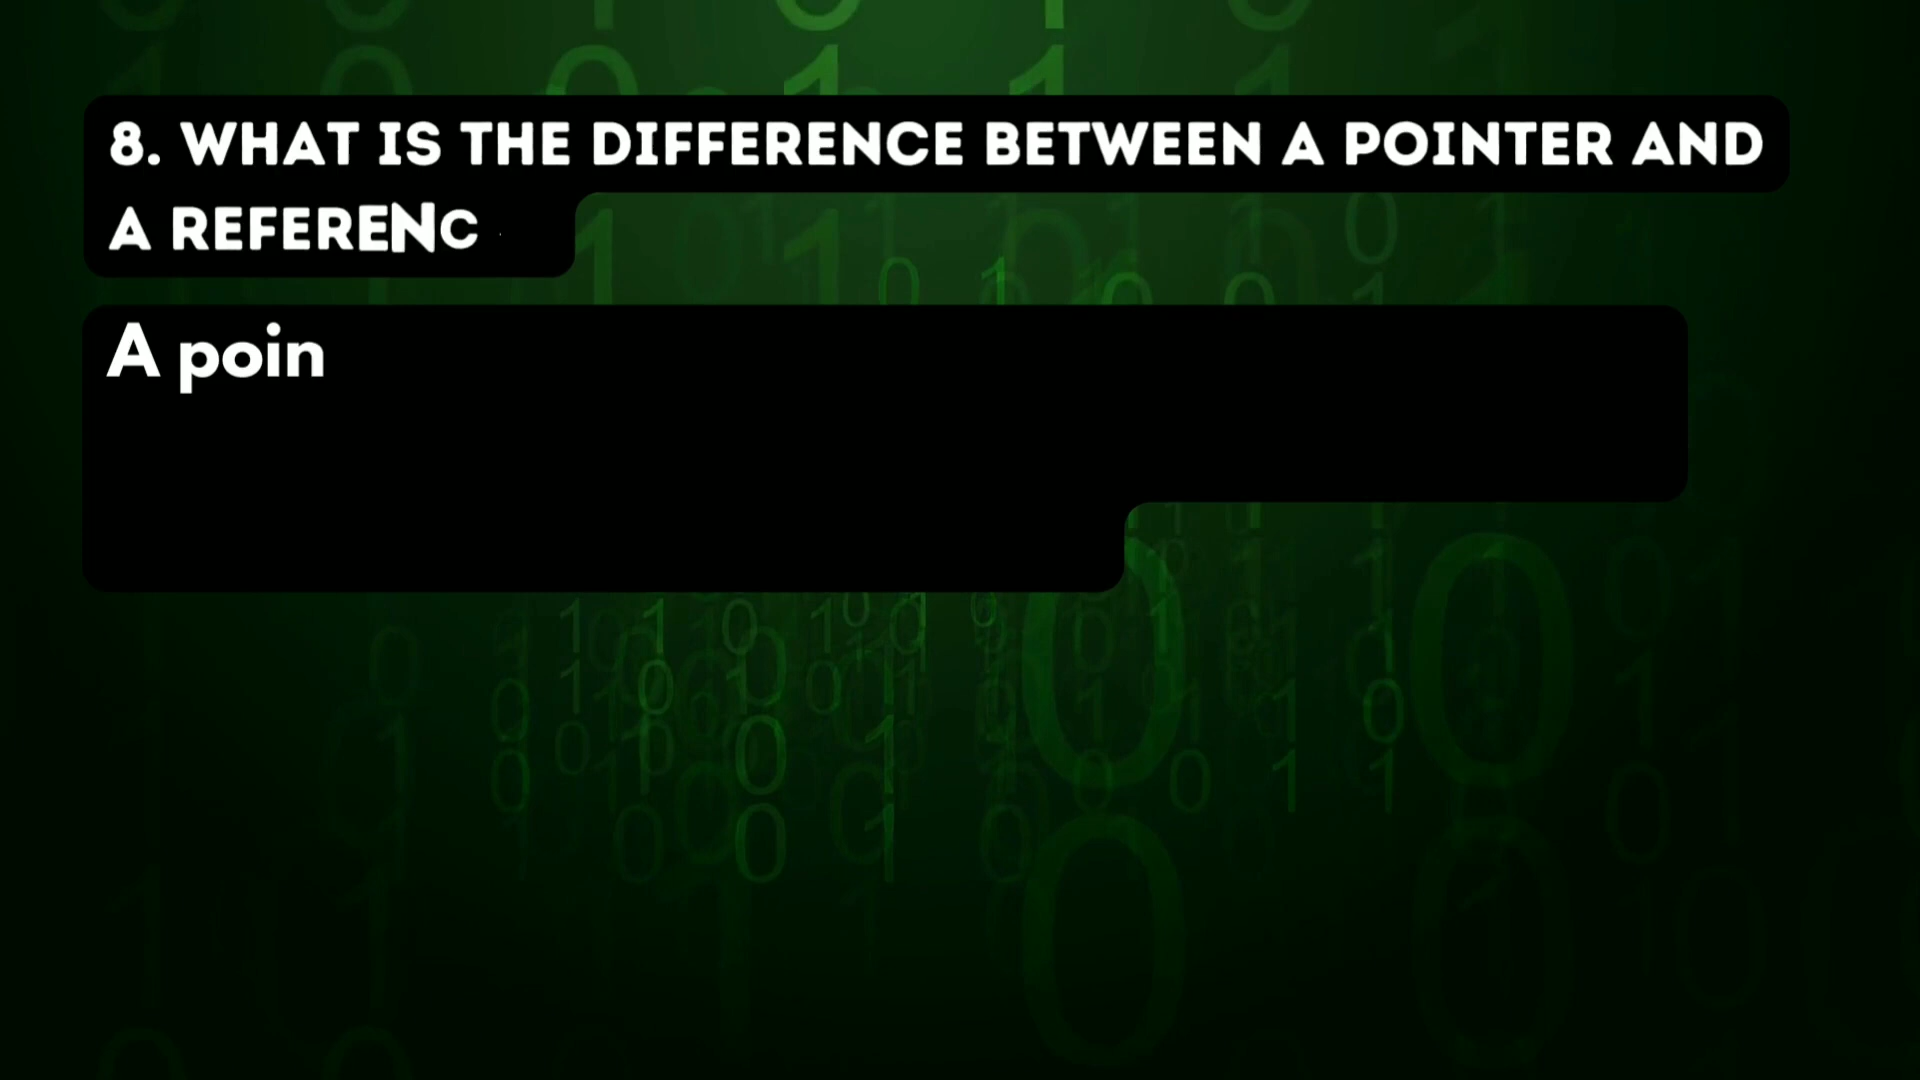 8. WHAT IS THE DIFFERENCE BETWEEN A POINTER AND
A REFERENC
A poin